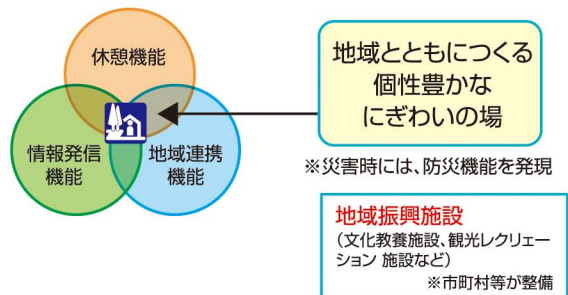 休憩機能
情報発信
機能
地域連携
機能
地域とともにつくる
個性豊かな
にぎわいの場
※災害時には、防災機能を発現
地域振興施設
(文化教養施設、観光レクリエー
ション 施設など)
※市町村等が整備